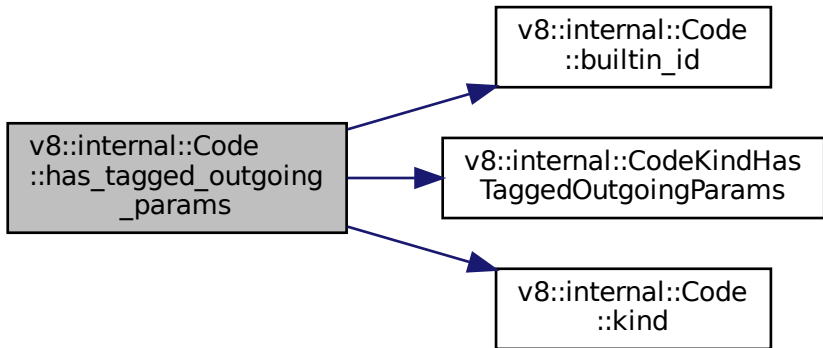 v8::internal::Code
::has_tagged_outgoing
_params
v8::internal::Code
::builtin_id
v8::internal::CodeKindHas
TaggedOutgoingParams
v8::internal::Code
::kind